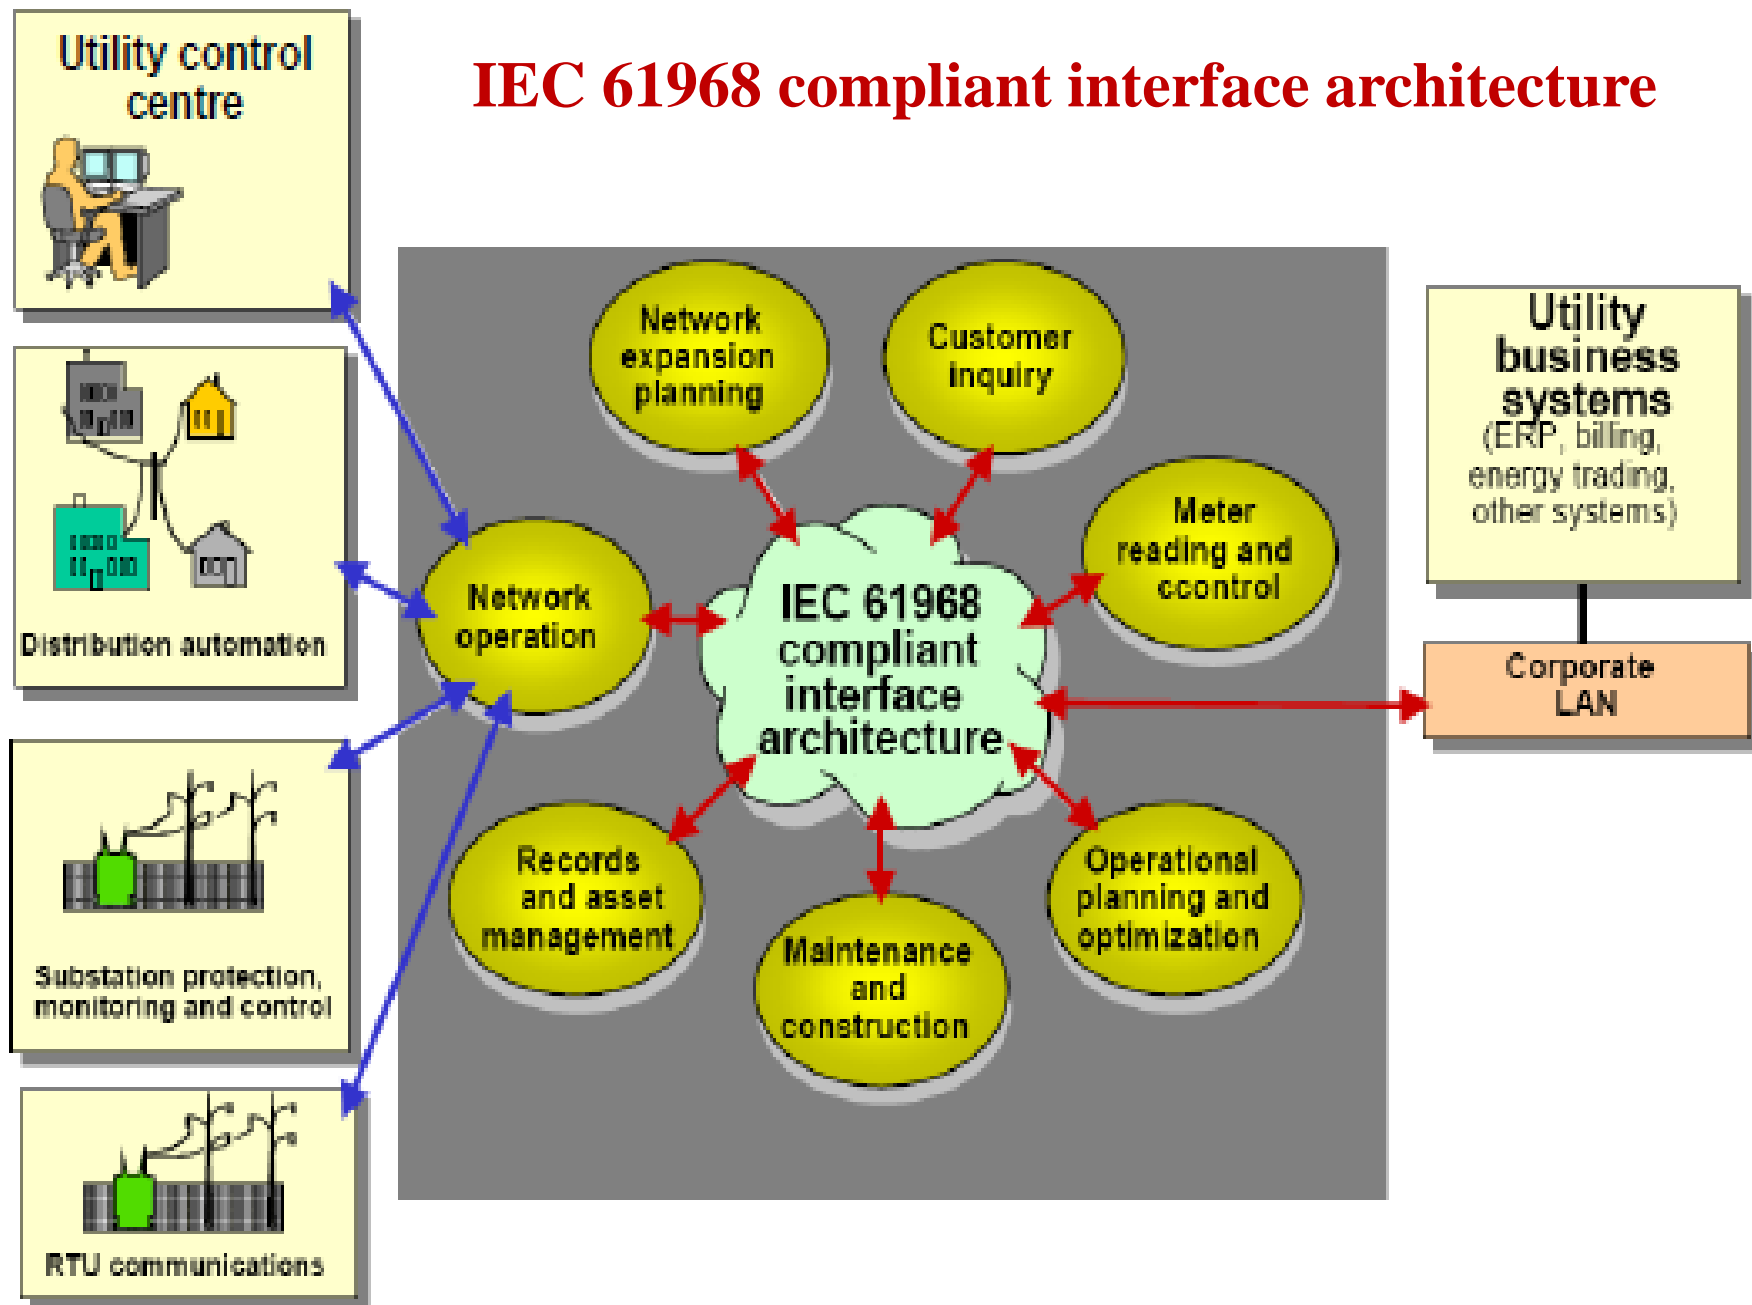 Utility control
centre
IEC 61968 compliant interface architecture
Distribution automation
Substation protection,
monitoring and control
RTU communications
Network
expansion
planning
Customer
inquiry
Meter
reading and
ccontrol
Network
operation
IEC 61968
compliant
interface
architecture
Records
and asset
management
Maintenance
and
construction
Operational
planning and
optimization
Utility
business
systems
(ERP, billing,
energy trading,
other systems)
Corporate
LAN